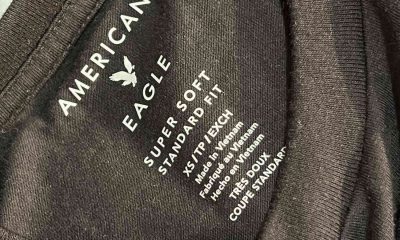 AMERICAN
EAGLE
SUPER SOFT
STANDARD FIT
XS/TP/EXCH
Made in Vietnam
Fabriqué au Vietnam
Hecho en Vietnam
TRÈS DOUX
COUPE STANDARD